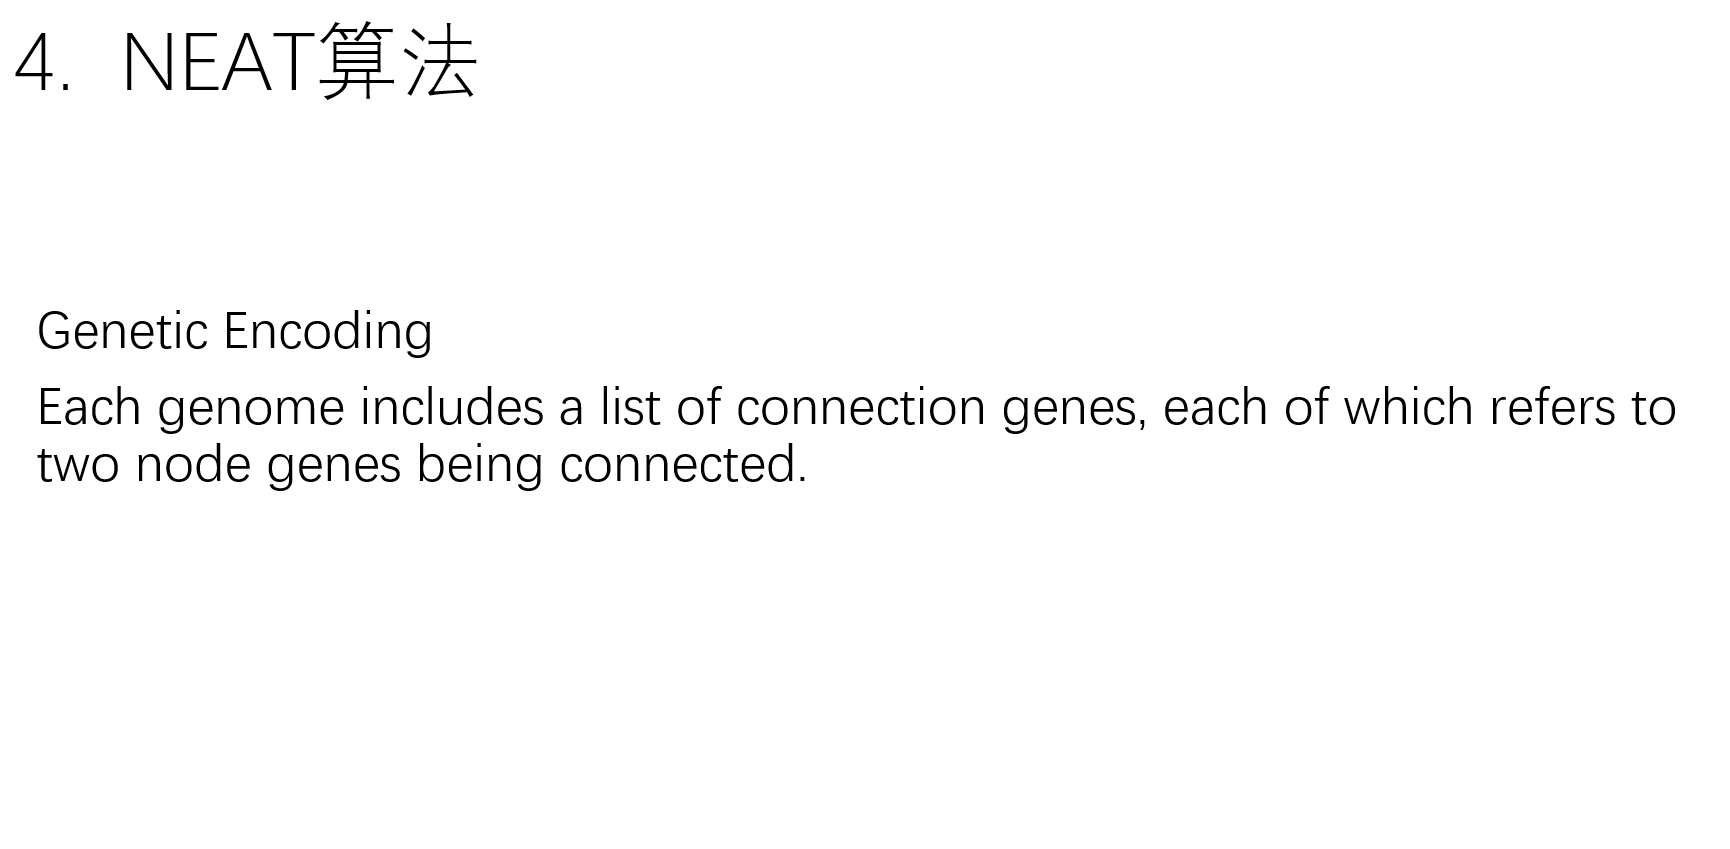 4. NEAT算法
Genetic Encoding
Each genome includes a list of connection genes, each of which refers to
two node genes being connected.